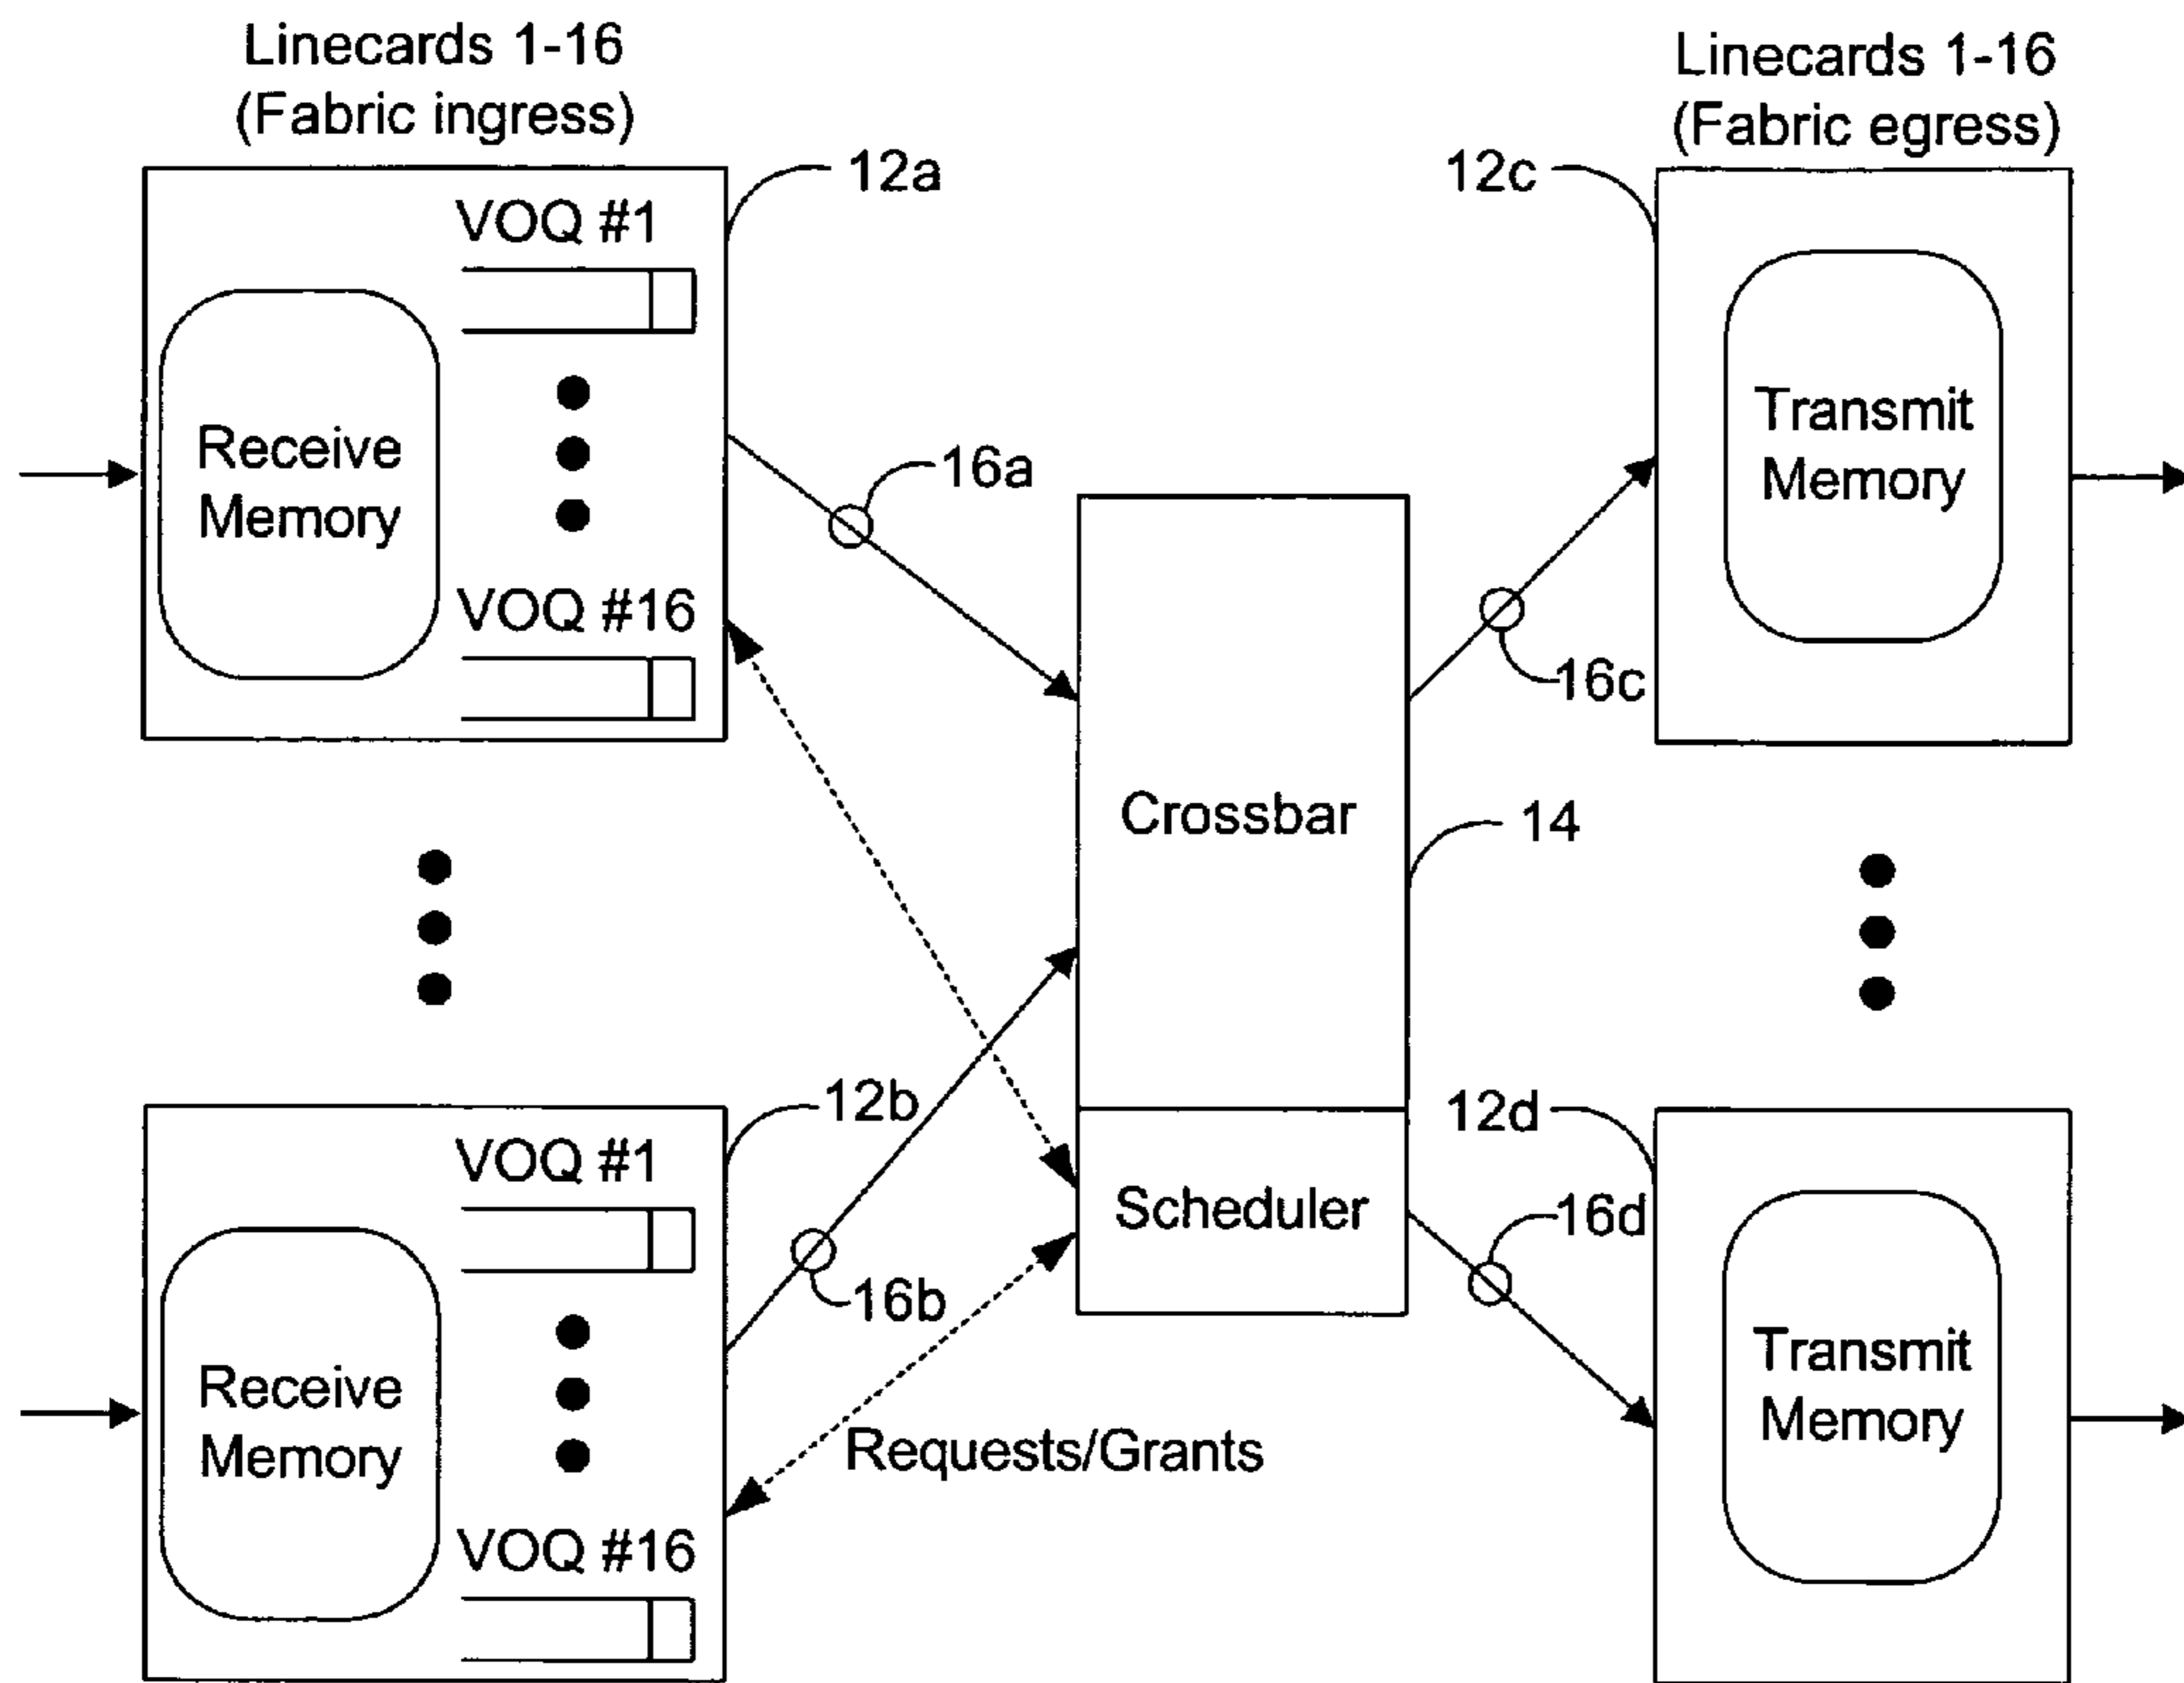 Linecards 1-16
(Fabric ingress)
Linecards 1-16
(Fabric egress)
12a
12c
VOQ #1
Receive
Memory
VOQ #16
16a
Transmit
Memory
16c
Crossbar
14
12b
12d
VOQ #1
Scheduler
16d
16b
Receive
Memory
Transmit
Memory
Requests/Grants
VOQ #16